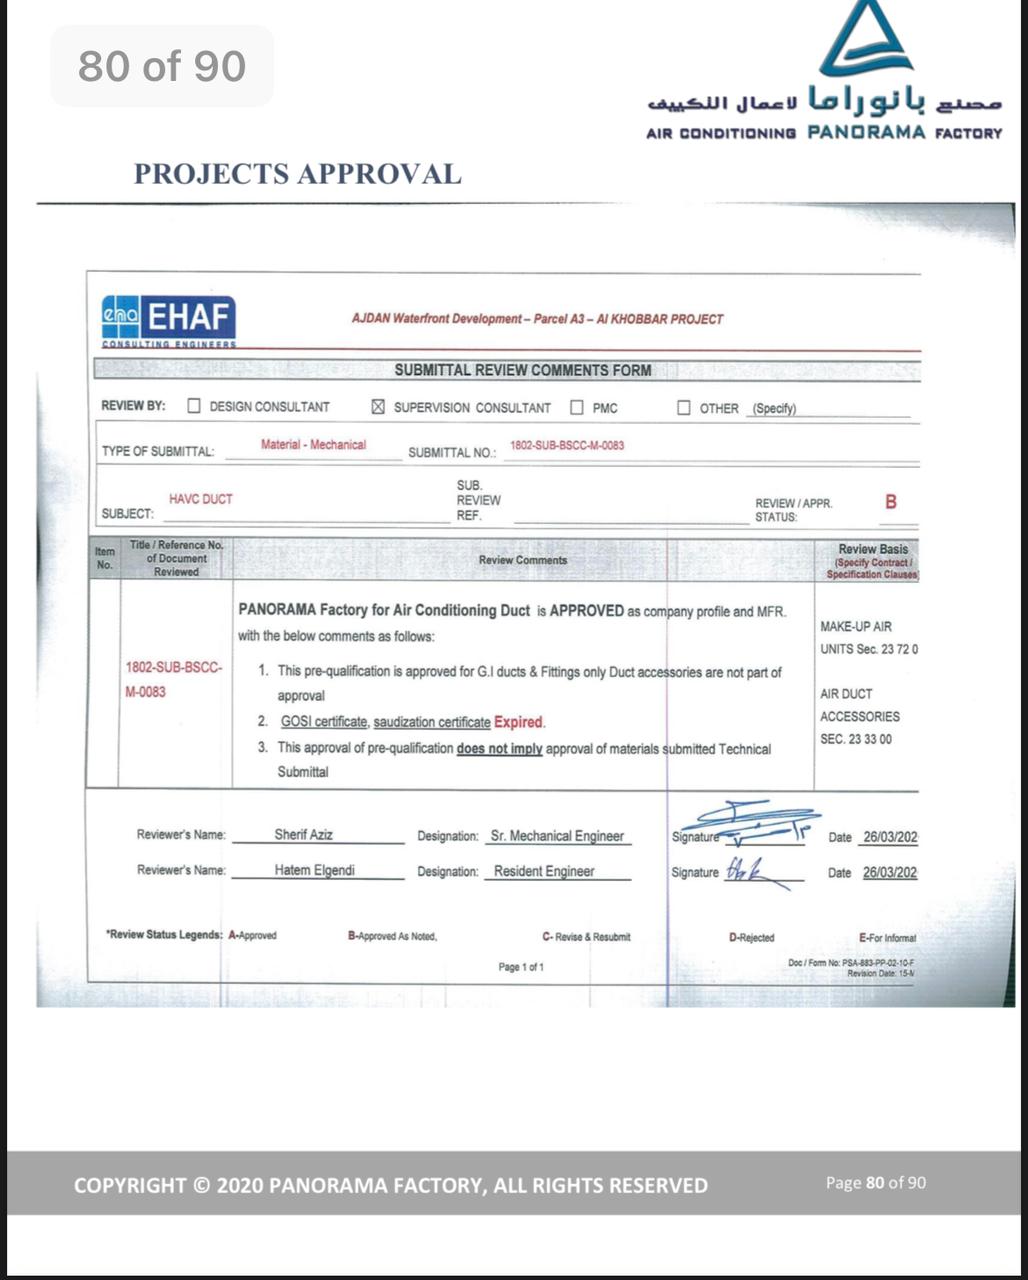 80 of 90
مصنع بانوراما لاعمال التكييف
AIR CONDITIONING PANORAMA FACTORY
PROJECTS APPROVAL
ena EHAF
CONSULTING ENGINEERS
AJDAN Waterfront Development – Parcel A3 – Al KHOBBAR PROJECT
SUBMITTAL REVIEW COMMENTS FORM
REVIEW BY: ☐ DESIGN CONSULTANT ☒ SUPERVISION CONSULTANT ☐ PMC ☐ OTHER (Specify)
TYPE OF SUBMITTAL: Material - Mechanical SUBMITTAL NO.: 1802-SUB-BSCC-M-0083
SUBJECT: HAVC DUCT
SUB.
REVIEW
REF.
REVIEW / APPR.
STATUS:
B
Item
No.
Title / Reference No.
of Document
Reviewed
Review Comments
Review Basis
(Specify Contract /
Specification Clauses
1802-SUB-BSCC-
M-0083
PANORAMA Factory for Air Conditioning Duct is APPROVED as company profile and MFR.
with the below comments as follows:
1. This pre-qualification is approved for G.I ducts & Fittings only Duct accessories are not part of
approval
2. GOSI certificate, saudization certificate Expired.
3. This approval of pre-qualification does not imply approval of materials submitted Technical
Submittal
MAKE-UP AIR
UNITS Sec. 23 72 0
AIR DUCT
ACCESSORIES
SEC. 23 33 00
Reviewer's Name: Sherif Aziz Designation: Sr. Mechanical Engineer Signature Date 26/03/202
Reviewer's Name: Hatem Elgendi Designation: Resident Engineer Signature Date 26/03/202
*Review Status Legends: A-Approved B-Approved As Noted, C- Revise & Resubmit D-Rejected E-For Informat
Page 1 of 1
Doc / Form No: PSA-883-PP-02-10-F
Revision Date: 15-M
COPYRIGHT © 2020 PANORAMA FACTORY, ALL RIGHTS RESERVED
Page 80 of 90